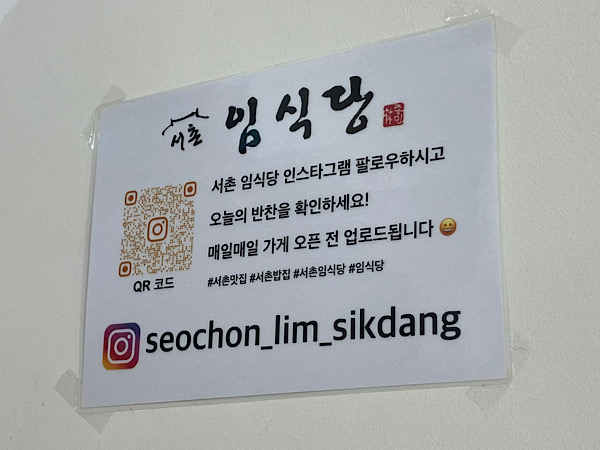 서촌 임식당
서촌 임식당 인스타그램 팔로우하시고
오늘의 반찬을 확인하세요!
매일매일 가게 오픈 전 업로드됩니다 😀
#서촌맛집 #서촌밥집 #서촌임식당 #임식당
QR 코드
seochon_lim_sikdang